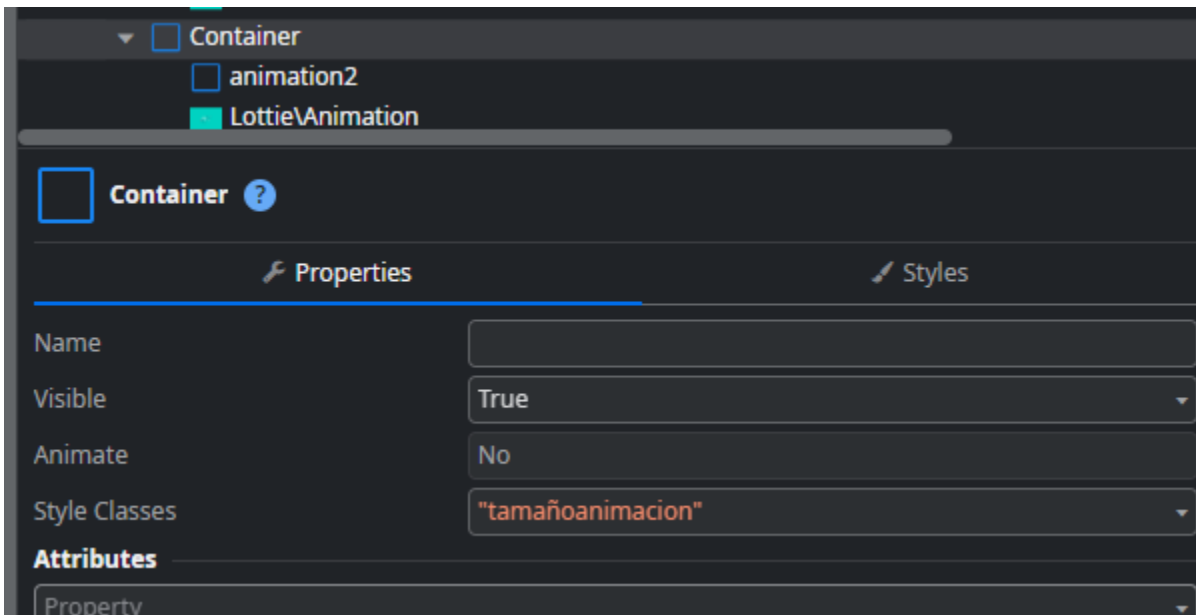 Container
animation2
Lottie\Animation
Container ?
Properties Styles
Name
Visible True
Animate No
Style Classes "tamañoanimacion"
Attributes
Property